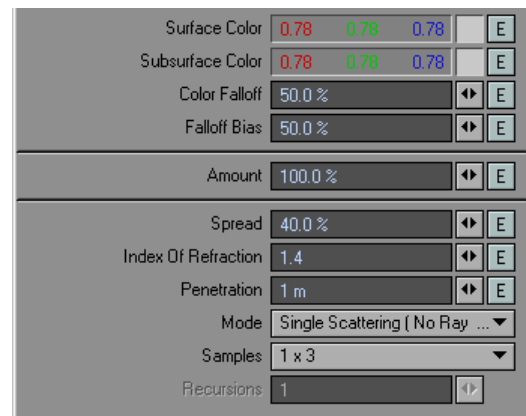 Surface Color 0.78 0.78 0.78 E
Subsurface Color 0.78 0.78 0.78 E
Color Falloff 50.0 % E
Falloff Bias 50.0 % E
Amount 100.0 % E
Spread 40.0 % E
Index Of Refraction 1.4 E
Penetration 1 m E
Mode Single Scattering ( No Ray ...
Samples 1 x 3
Recursions 1